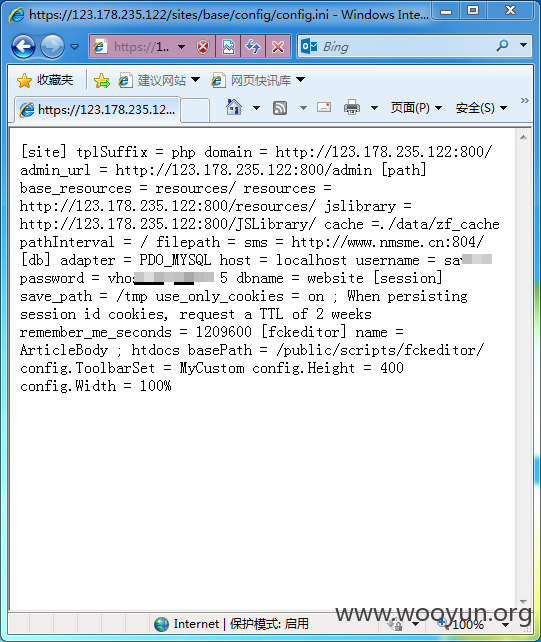 https://123.178.235.122/sites/base/config/config.ini - Windows Inte...
https://1...
Bing
收藏夹
建议网站
网页快讯库
https://123.178.235.12...
页面(P)
安全(S)
»
[site] tplSuffix = php domain = http://123.178.235.122:800/
admin_url = http://123.178.235.122:800/admin [path]
base_resources = resources/ resources =
http://123.178.235.122:800/resources/ jslibrary =
http://123.178.235.122:800/JSLibrary/ cache =./data/zf_cache
pathInterval = / filepath = sms = http://www.nmsme.cn:804/
[db] adapter = PDO_MYSQL host = localhost username =
password = 5 dbname = website [session]
save_path = /tmp use_only_cookies = on ; When persisting
session id cookies, request a TTL of 2 weeks
remember_me_seconds = 1209600 [fckeditor] name =
ArticleBody ; htdocs basePath = /public/scripts/fckeditor/
config.ToolbarSet = MyCustom config.Height = 400
config.Width = 100%
Internet | 保护模式: 启用
100%
www.wooyun.org